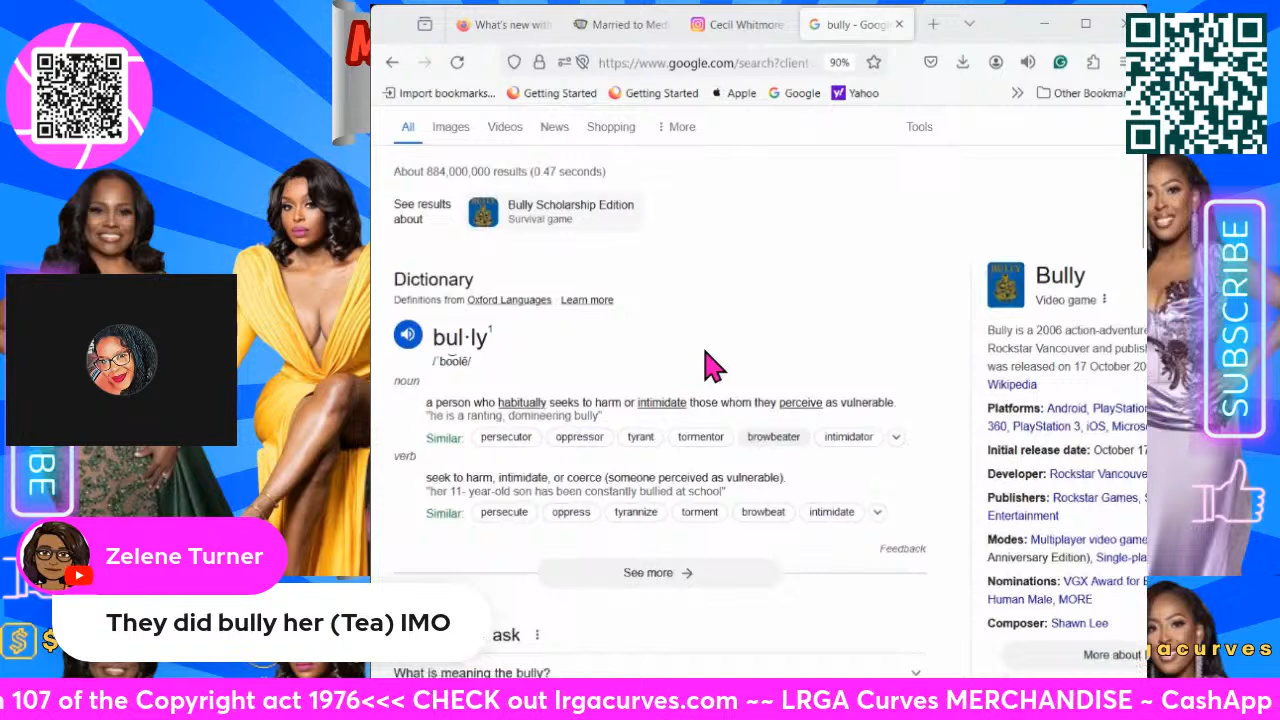 M
What's new with
Married to Med
Cecil Whitmore
bully - Goog
https://www.google.com/search?client
90%
Import bookmarks...
Getting Started
Getting Started
Apple
Google
Yahoo
Other Bookmar
All
Images
Videos
News
Shopping
More
Tools
About 884,000,000 results (0.47 seconds)
See results
about
Bully Scholarship Edition
Survival game
Dictionary
Definitions from Oxford Languages
Learn more
bul·ly1
/ˈbo͝olē/
noun
a person who habitually seeks to harm or intimidate those whom they perceive as vulnerable.
"he is a ranting, domineering bully"
Similar:
persecutor
oppressor
tyrant
tormentor
browbeater
intimidator
verb
seek to harm, intimidate, or coerce (someone perceived as vulnerable).
"her 11- year-old son has been constantly bullied at school"
Similar:
persecute
oppress
tyrannize
torment
browbeat
intimidate
Feedback
See more
ask
What is meaning the bully?
BULLY
Bully
Video game
Bully is a 2006 action-adventure
Rockstar Vancouver and publish
was released on 17 October 20
Wikipedia
Platforms: Android, PlayStation
360, PlayStation 3, iOS, Micros
Initial release date: October 17
Developer: Rockstar Vancouve
Publishers: Rockstar Games, S
Entertainment
Modes: Multiplayer video game
Anniversary Edition), Single-pla
Nominations: VGX Award for B
Human Male, MORE
Composer: Shawn Lee
More about
SUBSCRIBE
BE
Zelene Turner
They did bully her (Tea) IMO
$
$
gacurves
n 107 of the Copyright act 1976<<< CHECK out lrgacurves.com ~~ LRGA Curves MERCHANDISE ~ CashApp